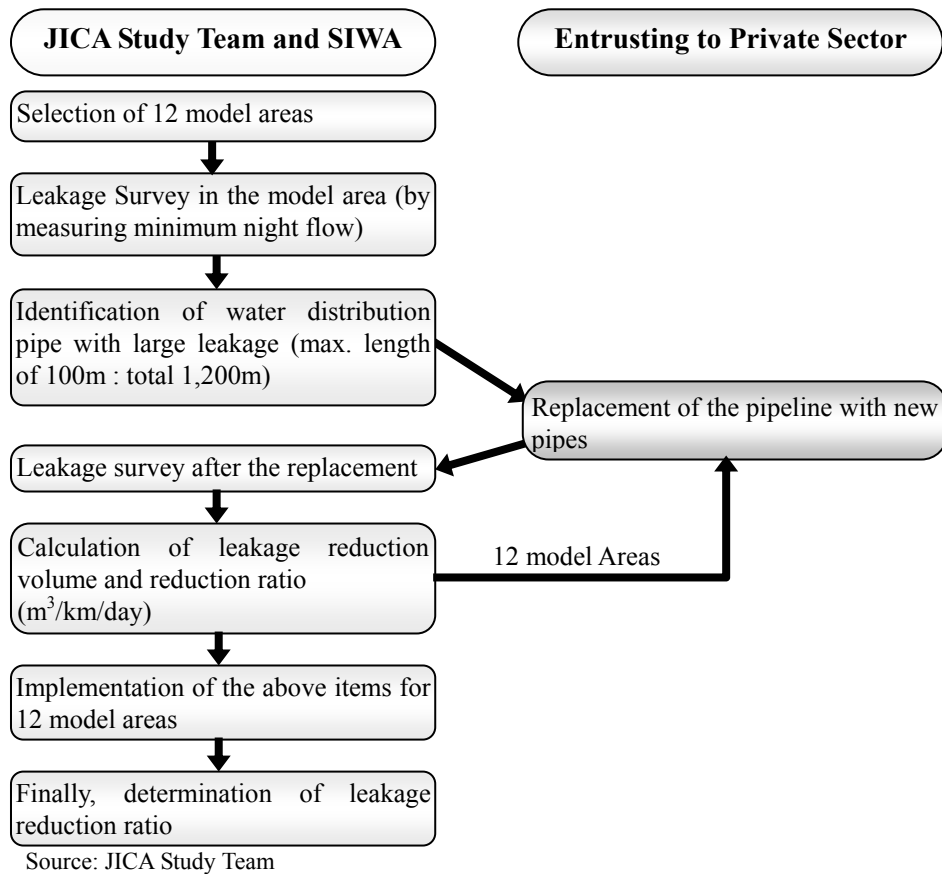 JICA Study Team and SIWA
Entrusting to Private Sector
Selection of 12 model areas
Leakage Survey in the model area (by
measuring minimum night flow)
Identification of water distribution
pipe with large leakage (max. length
of 100m : total 1,200m)
Replacement of the pipeline with new
pipes
Leakage survey after the replacement
Calculation of leakage reduction
volume and reduction ratio
(m³/km/day)
12 model Areas
Implementation of the above items for
12 model areas
Finally, determination of leakage
reduction ratio
Source: JICA Study Team